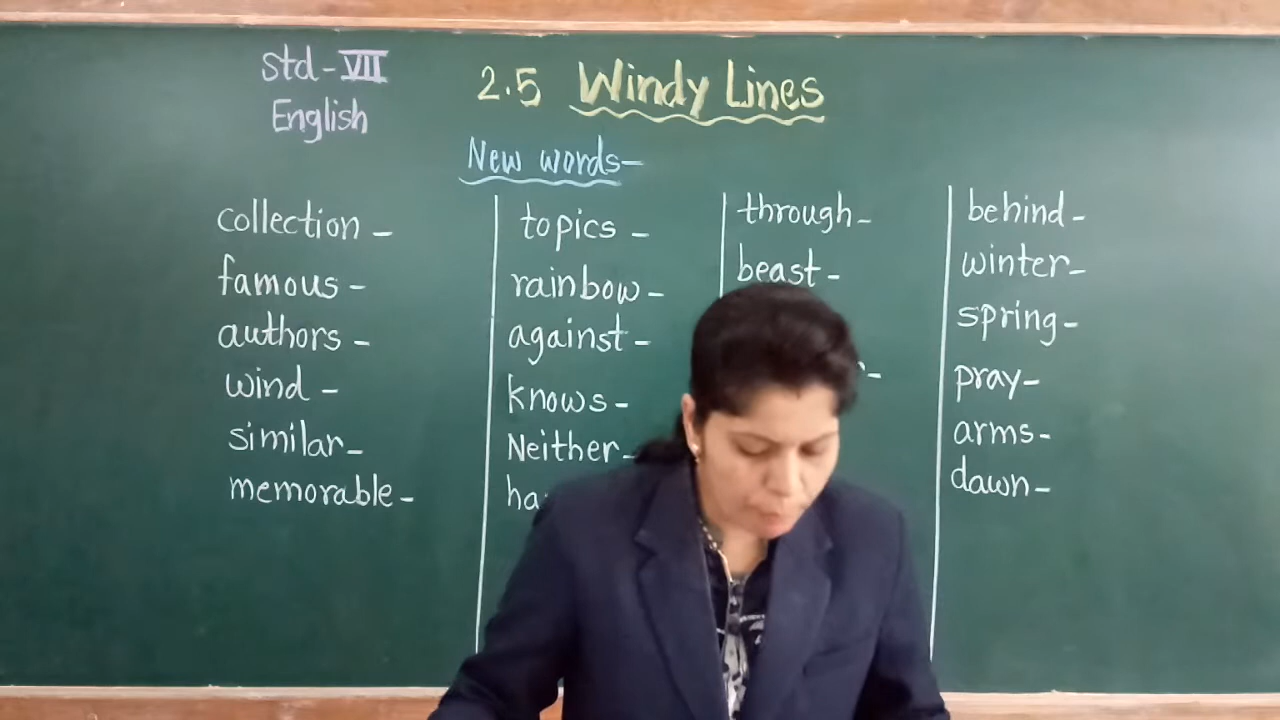 Std-VII
English
2.5 Windy Lines
New words-
collection -
famous -
authors -
wind -
similar -
memorable -
topics -
rainbow -
against -
knows -
Neither -
through -
beast -
behind -
winter -
spring -
pray -
arms -
dawn -